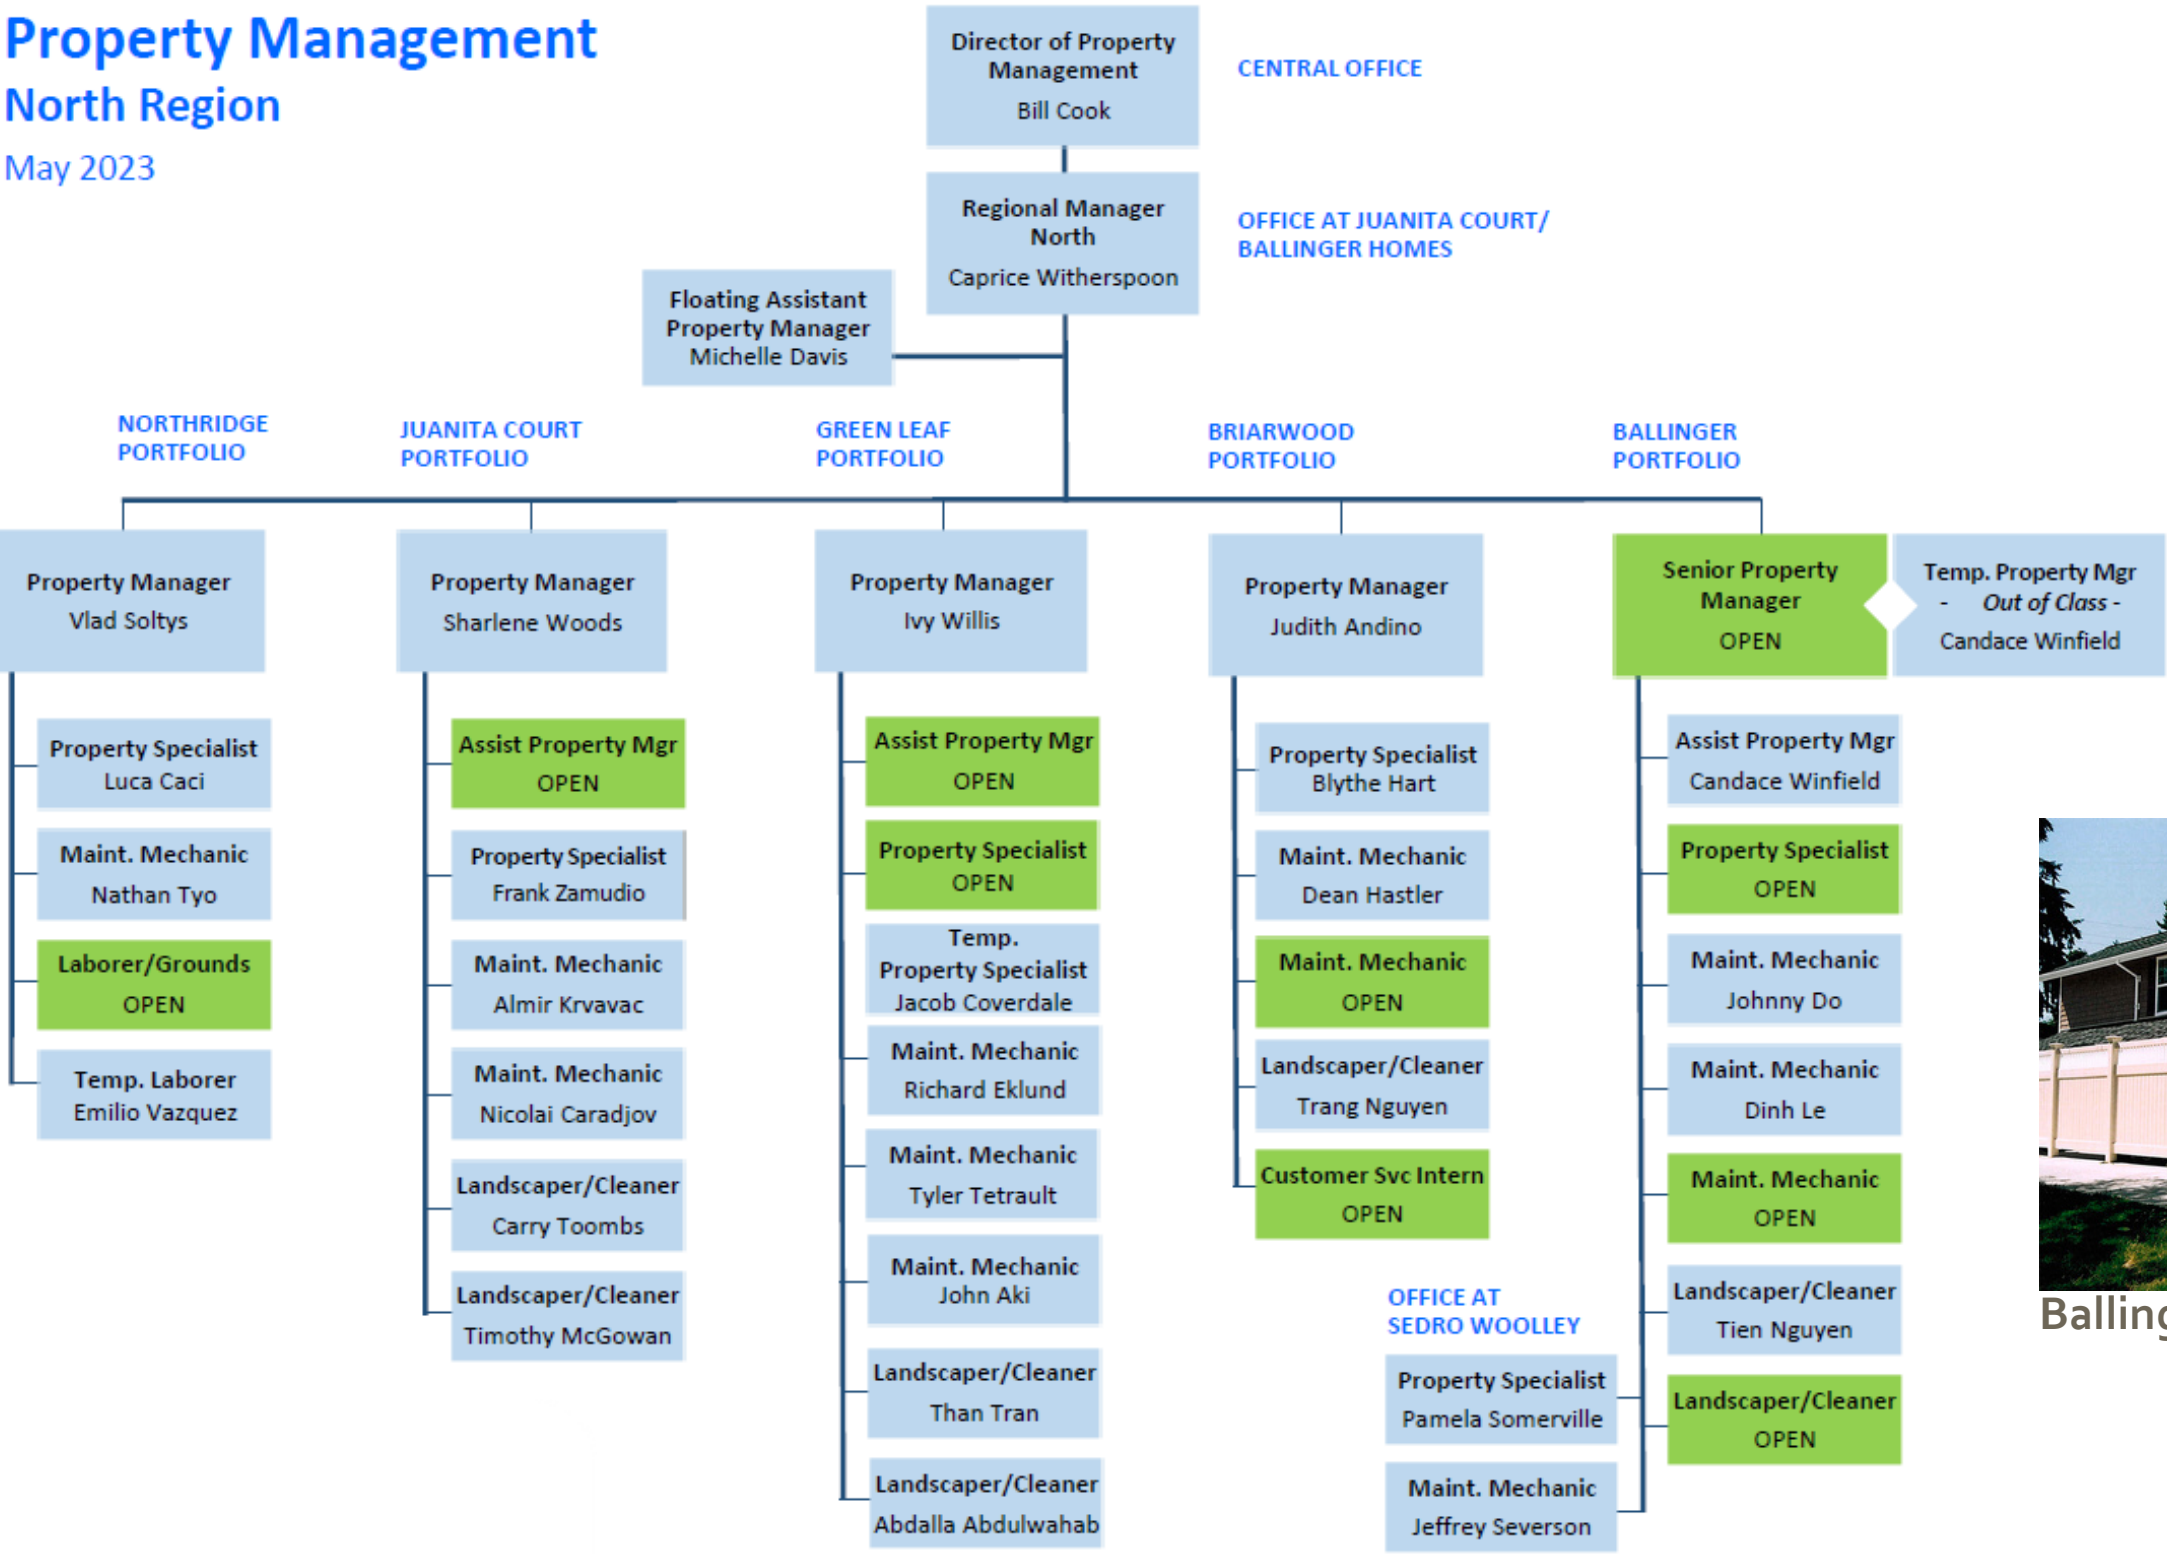 Property Management
North Region
May 2023
Director of Property
Management
Bill Cook
CENTRAL OFFICE
Regional Manager
North
Caprice Witherspoon
OFFICE AT JUANITA COURT/
BALLINGER HOMES
Floating Assistant
Property Manager
Michelle Davis
NORTHRIDGE
PORTFOLIO
Property Manager
Vlad Soltys
Property Specialist
Luca Caci
Maint. Mechanic
Nathan Tyo
Laborer/Grounds
OPEN
Temp. Laborer
Emilio Vazquez
JUANITA COURT
PORTFOLIO
Property Manager
Sharlene Woods
Assist Property Mgr
OPEN
Property Specialist
Frank Zamudio
Maint. Mechanic
Almir Krvavac
Maint. Mechanic
Nicolai Caradjov
Landscaper/Cleaner
Carry Toombs
Landscaper/Cleaner
Timothy McGowan
GREEN LEAF
PORTFOLIO
Property Manager
Ivy Willis
Assist Property Mgr
OPEN
Property Specialist
OPEN
Temp.
Property Specialist
Jacob Coverdale
Maint. Mechanic
Richard Eklund
Maint. Mechanic
Tyler Tetrault
Maint. Mechanic
John Aki
Landscaper/Cleaner
Than Tran
Landscaper/Cleaner
Abdalla Abdulwahab
BRIARWOOD
PORTFOLIO
Property Manager
Judith Andino
Property Specialist
Blythe Hart
Maint. Mechanic
Dean Hastler
Maint. Mechanic
OPEN
Landscaper/Cleaner
Trang Nguyen
Customer Svc Intern
OPEN
BALLINGER
PORTFOLIO
Senior Property
Manager
OPEN
Temp. Property Mgr
- Out of Class -
Candace Winfield
Assist Property Mgr
Candace Winfield
Property Specialist
OPEN
Maint. Mechanic
Johnny Do
Maint. Mechanic
Dinh Le
Maint. Mechanic
OPEN
Landscaper/Cleaner
Tien Nguyen
Landscaper/Cleaner
OPEN
OFFICE AT
SEDRO WOOLLEY
Property Specialist
Pamela Somerville
Maint. Mechanic
Jeffrey Severson